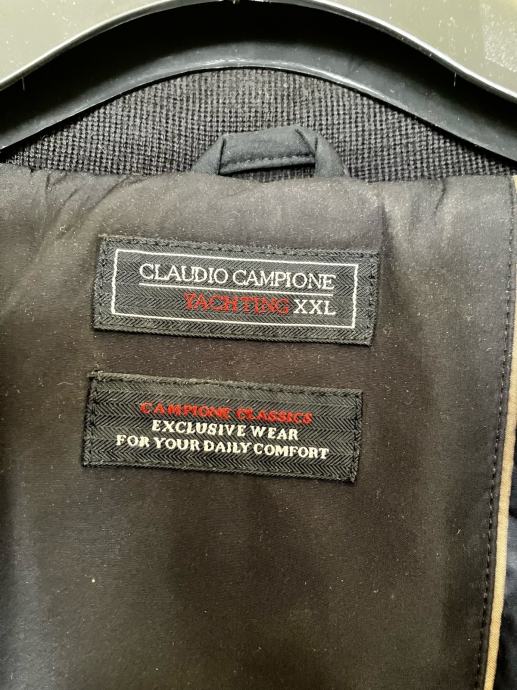 CLAUDIO CAMPIONE
YACHTING XXL
CAMPIONE CLASSICS
EXCLUSIVE WEAR
FOR YOUR DAILY COMFORT